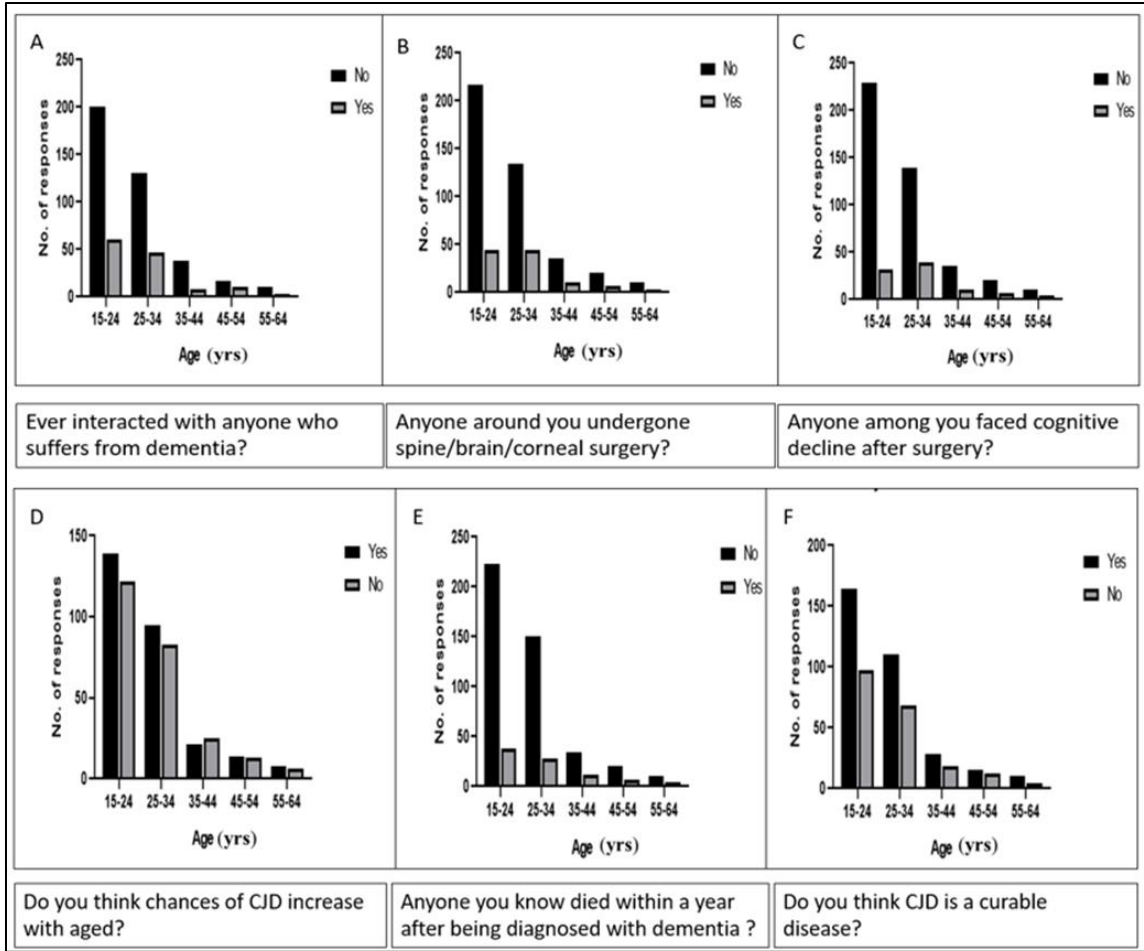 A
B
C
250
200
150
100
50
0
No. of responses
No
Yes
15-24
25-34
35-44
45-54
55-64
Age (yrs)
250
200
150
100
50
0
No. of responses
No
Yes
15-24
25-34
35-44
45-54
55-64
Age (yrs)
250
200
150
100
50
0
No. of responses
No
Yes
15-24
25-34
35-44
45-54
55-64
Age (yrs)
Ever interacted with anyone who
suffers from dementia?
Anyone around you undergone
spine/brain/corneal surgery?
Anyone among you faced cognitive
decline after surgery?
D
E
F
150
100
50
0
No. of responses
Yes
No
15-24
25-34
35-44
45-54
55-64
Age (yrs)
250
200
150
100
50
0
No. of responses
No
Yes
15-24
25-34
35-44
45-54
55-64
Age (yrs)
200
150
100
50
0
No. of responses
Yes
No
15-24
25-34
35-44
45-54
55-64
Age (yrs)
Do you think chances of CJD increase
with aged?
Anyone you know died within a year
after being diagnosed with dementia ?
Do you think CJD is a curable
disease?